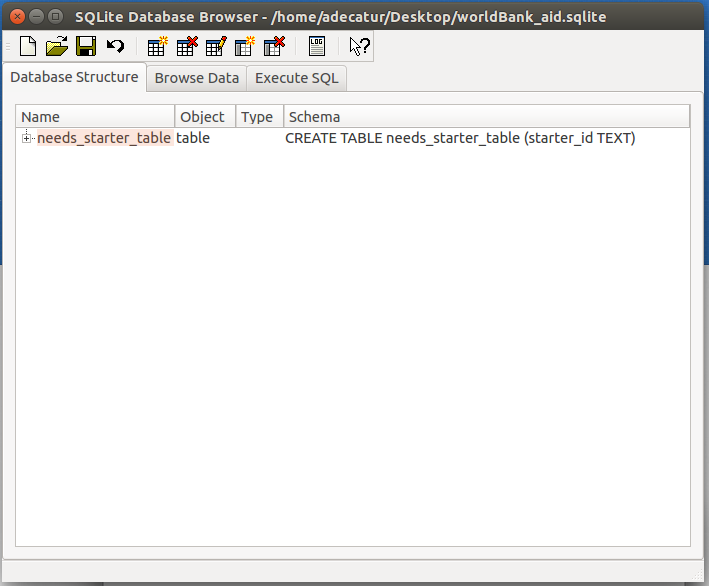 SQLite Database Browser - /home/adecatur/Desktop/worldBank_aid.sqlite
LOG
Database Structure Browse Data Execute SQL
Name Object Type Schema
needs_starter_table table CREATE TABLE needs_starter_table (starter_id TEXT)